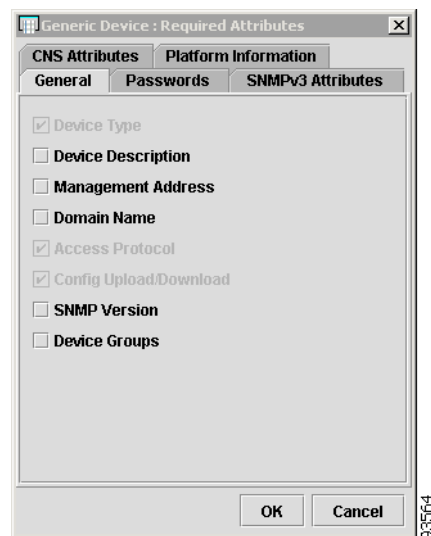 Generic Device : Required Attributes
CNS Attributes Platform Information
General Passwords SNMPv3 Attributes
Device Type
Device Description
Management Address
Domain Name
Access Protocol
Config Upload/Download
SNMP Version
Device Groups
OK Cancel
93564